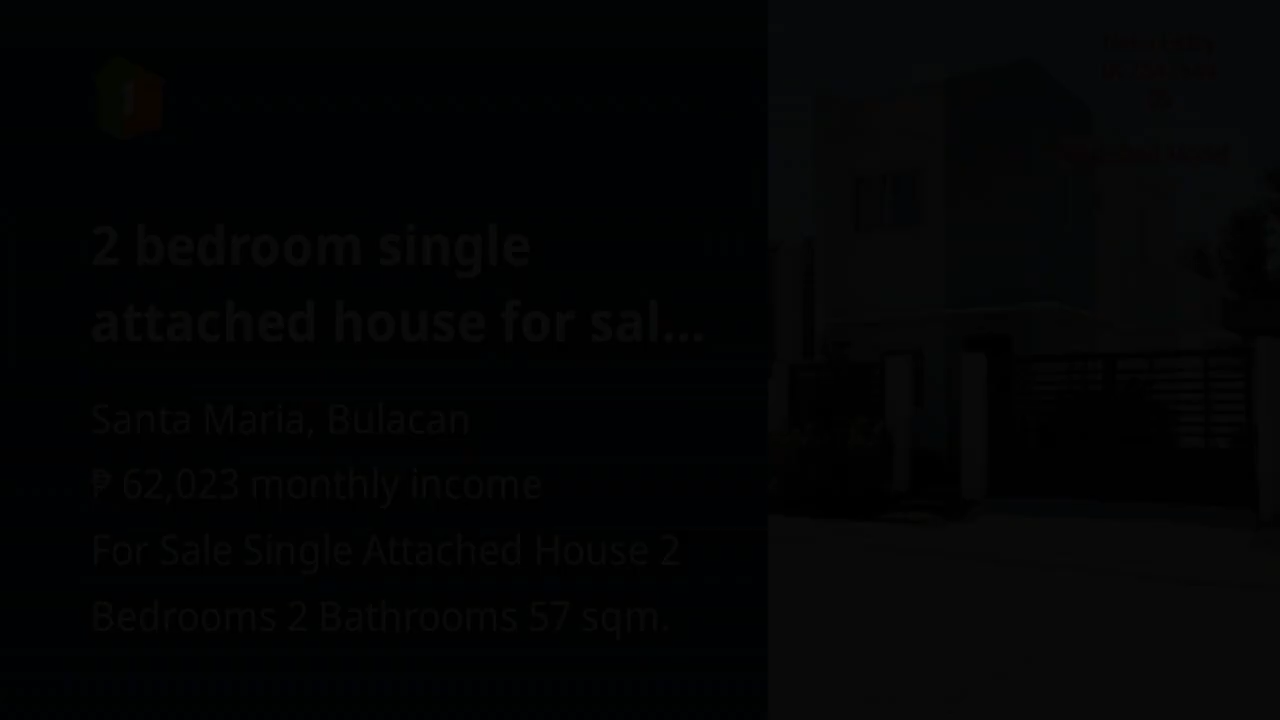 2 bedroom single
attached house for sal...
Santa Maria, Bulacan
₱ 62,023 monthly income
For Sale Single Attached House 2
Bedrooms 2 Bathrooms 57 sqm.